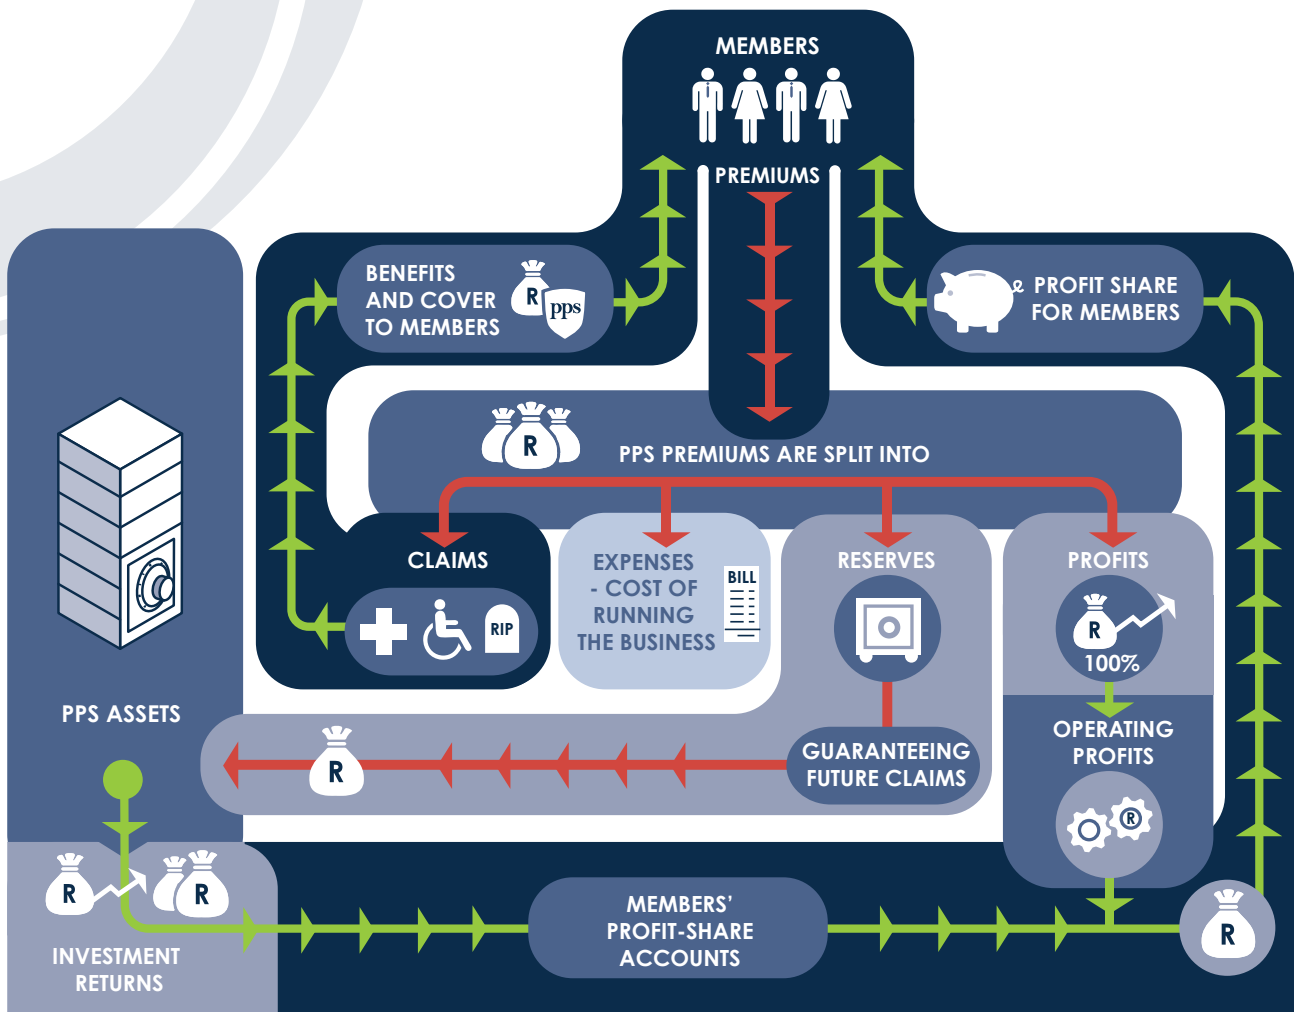 MEMBERS
PREMIUMS
BENEFITS
AND COVER
TO MEMBERS
R
pps
PROFIT SHARE
FOR MEMBERS
R
PPS PREMIUMS ARE SPLIT INTO
CLAIMS
RIP
EXPENSES
- COST OF
RUNNING
THE BUSINESS
BILL
RESERVES
PROFITS
R
100%
PPS ASSETS
OPERATING
PROFITS
R
GUARANTEEING
FUTURE CLAIMS
R
R
R
INVESTMENT
RETURNS
MEMBERS’
PROFIT-SHARE
ACCOUNTS
R